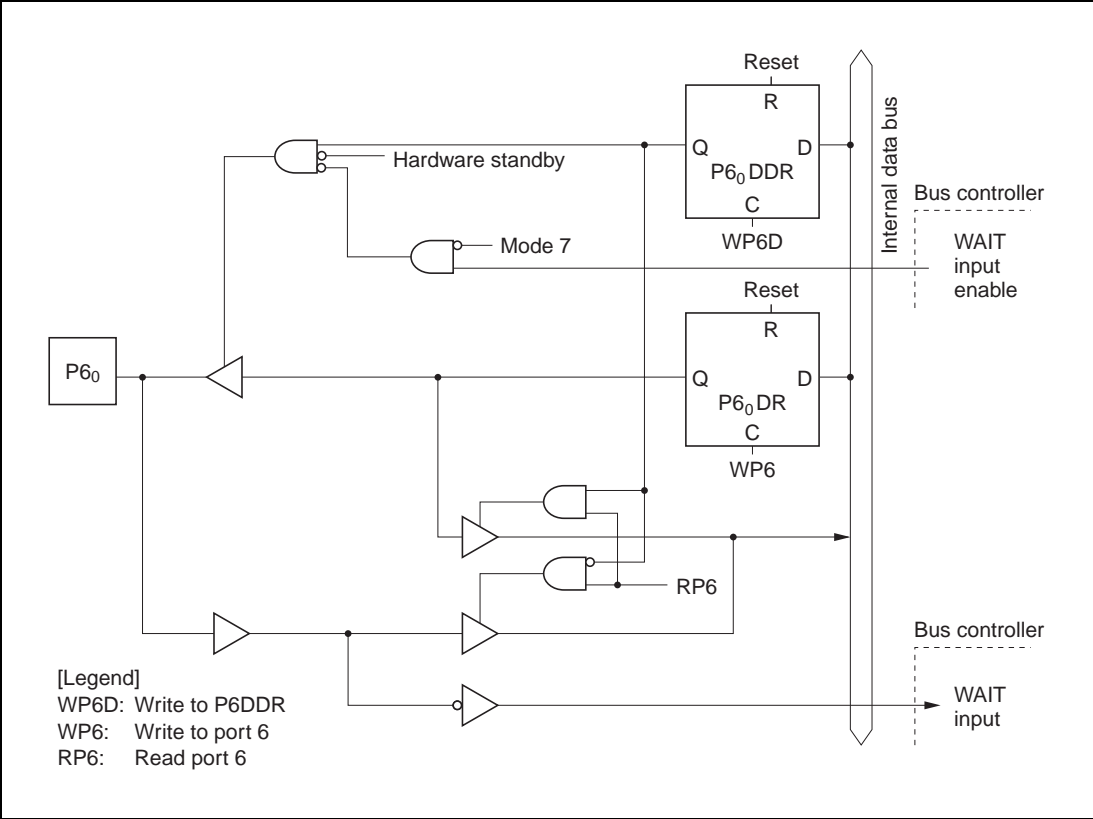 Reset
R
Q
D
P6₀DDR
C
WP6D
Hardware standby
Mode 7
Internal data bus
Bus controller
WAIT
input
enable
Reset
R
Q
D
P6₀DR
C
WP6
P6₀
RP6
Bus controller
WAIT
input
[Legend]
WP6D: Write to P6DDR
WP6: Write to port 6
RP6: Read port 6